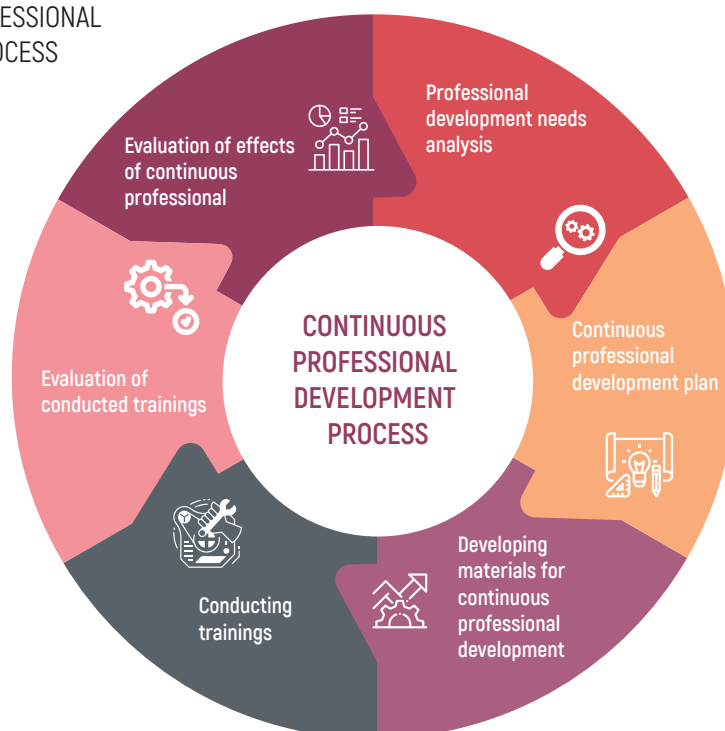 ESSIONAL
OCESS
Professional
development needs
analysis
Continuous
professional
development plan
Developing
materials for
continuous
professional
development
Conducting
trainings
Evaluation of
conducted trainings
Evaluation of effects
of continuous
professional
CONTINUOUS
PROFESSIONAL
DEVELOPMENT
PROCESS